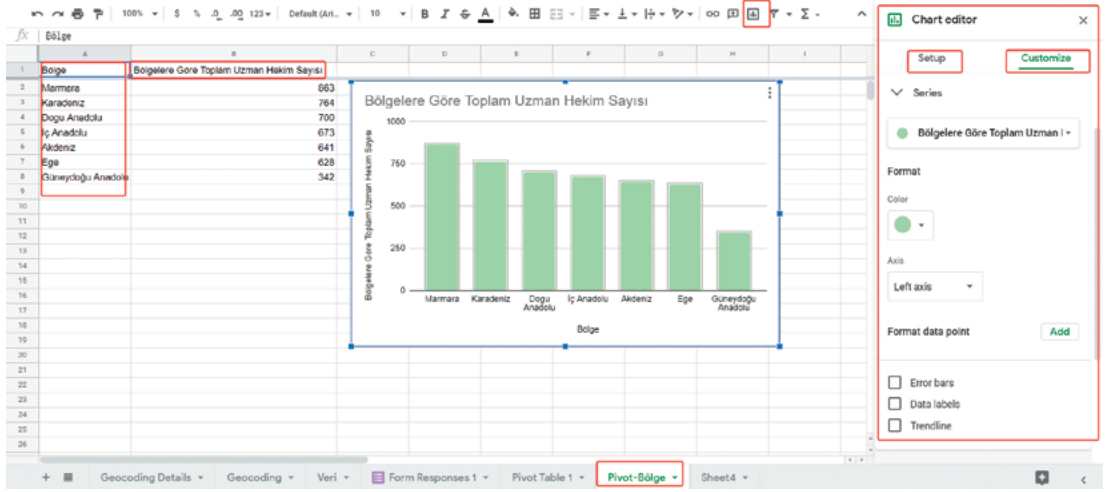 100% $ % .0 .00 123 Default (Ari... 10 B I S A
fx Bölge
A B C D E F G H I
1 Bölge Bölgelere Göre Toplam Uzman Hekim Sayısı
2 Marmara 863
3 Karadeniz 764
4 Dogu Anadolu 700
5 İç Anadolu 673
6 Akdeniz 641
7 Ege 628
8 Güneydoğu Anadolu 342
9
10
11
12
13
14
15
16
17
18
19
20
21
22
23
24
25
26
Bölgelere Göre Toplam Uzman Hekim Sayısı
Bölgelere Göre Toplam Uzman Hekim Sayısı
1000
750
500
250
0
Marmara Karadeniz Dogu Anadolu İç Anadolu Akdeniz Ege Güneydoğu Anadolu
Bölge
Chart editor
Setup Customize
Series
Bölgelere Göre Toplam Uzman
Format
Color
Axis
Left axis
Format data point Add
Error bars
Data labels
Trendline
Geocoding Details Geocoding Veri Form Responses 1 Pivot Table 1 Pivot-Bölge Sheet4